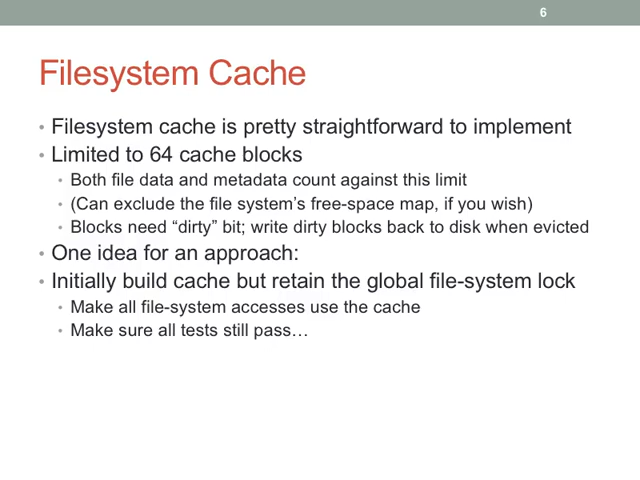 6
Filesystem Cache
• Filesystem cache is pretty straightforward to implement
• Limited to 64 cache blocks
• Both file data and metadata count against this limit
• (Can exclude the file system’s free-space map, if you wish)
• Blocks need “dirty” bit; write dirty blocks back to disk when evicted
• One idea for an approach:
• Initially build cache but retain the global file-system lock
• Make all file-system accesses use the cache
• Make sure all tests still pass…